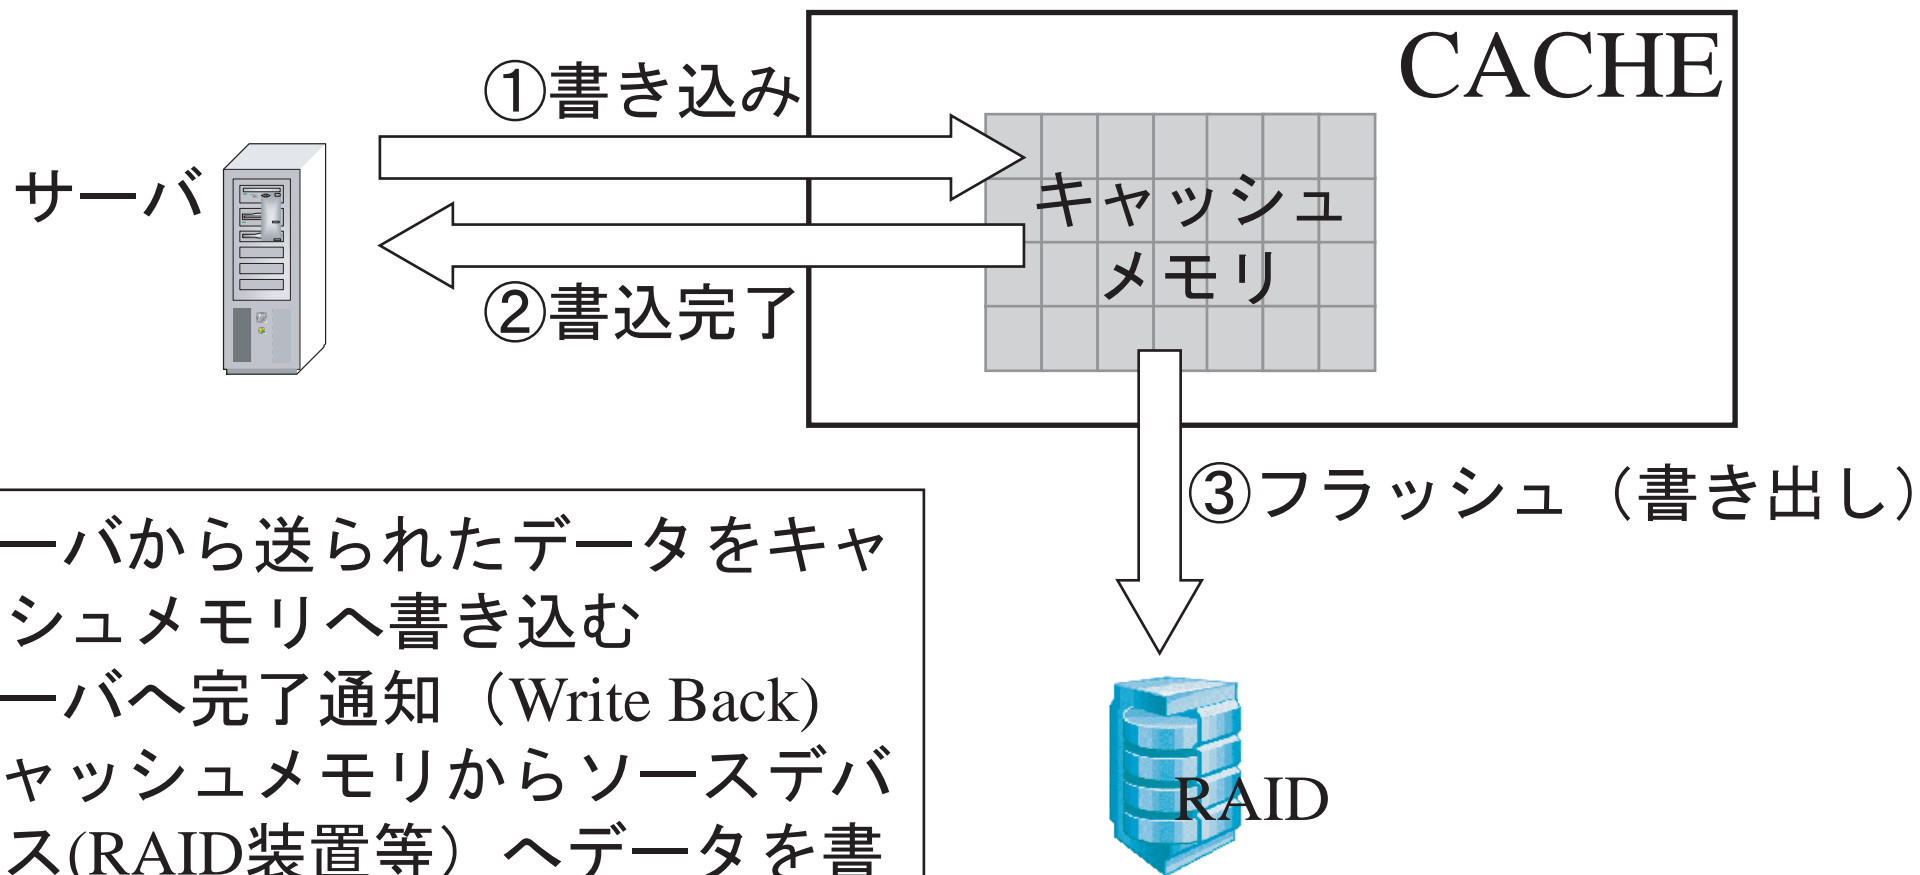 CACHE
①書き込み
サーバ
キャッシュ
メモリ
②書込完了
③フラッシュ（書き出し）
ーバから送られたデータをキャ
シュメモリへ書き込む
ーバへ完了通知（Write Back)
ャッシュメモリからソースデバ
ス(RAID装置等）へデータを書
RAID